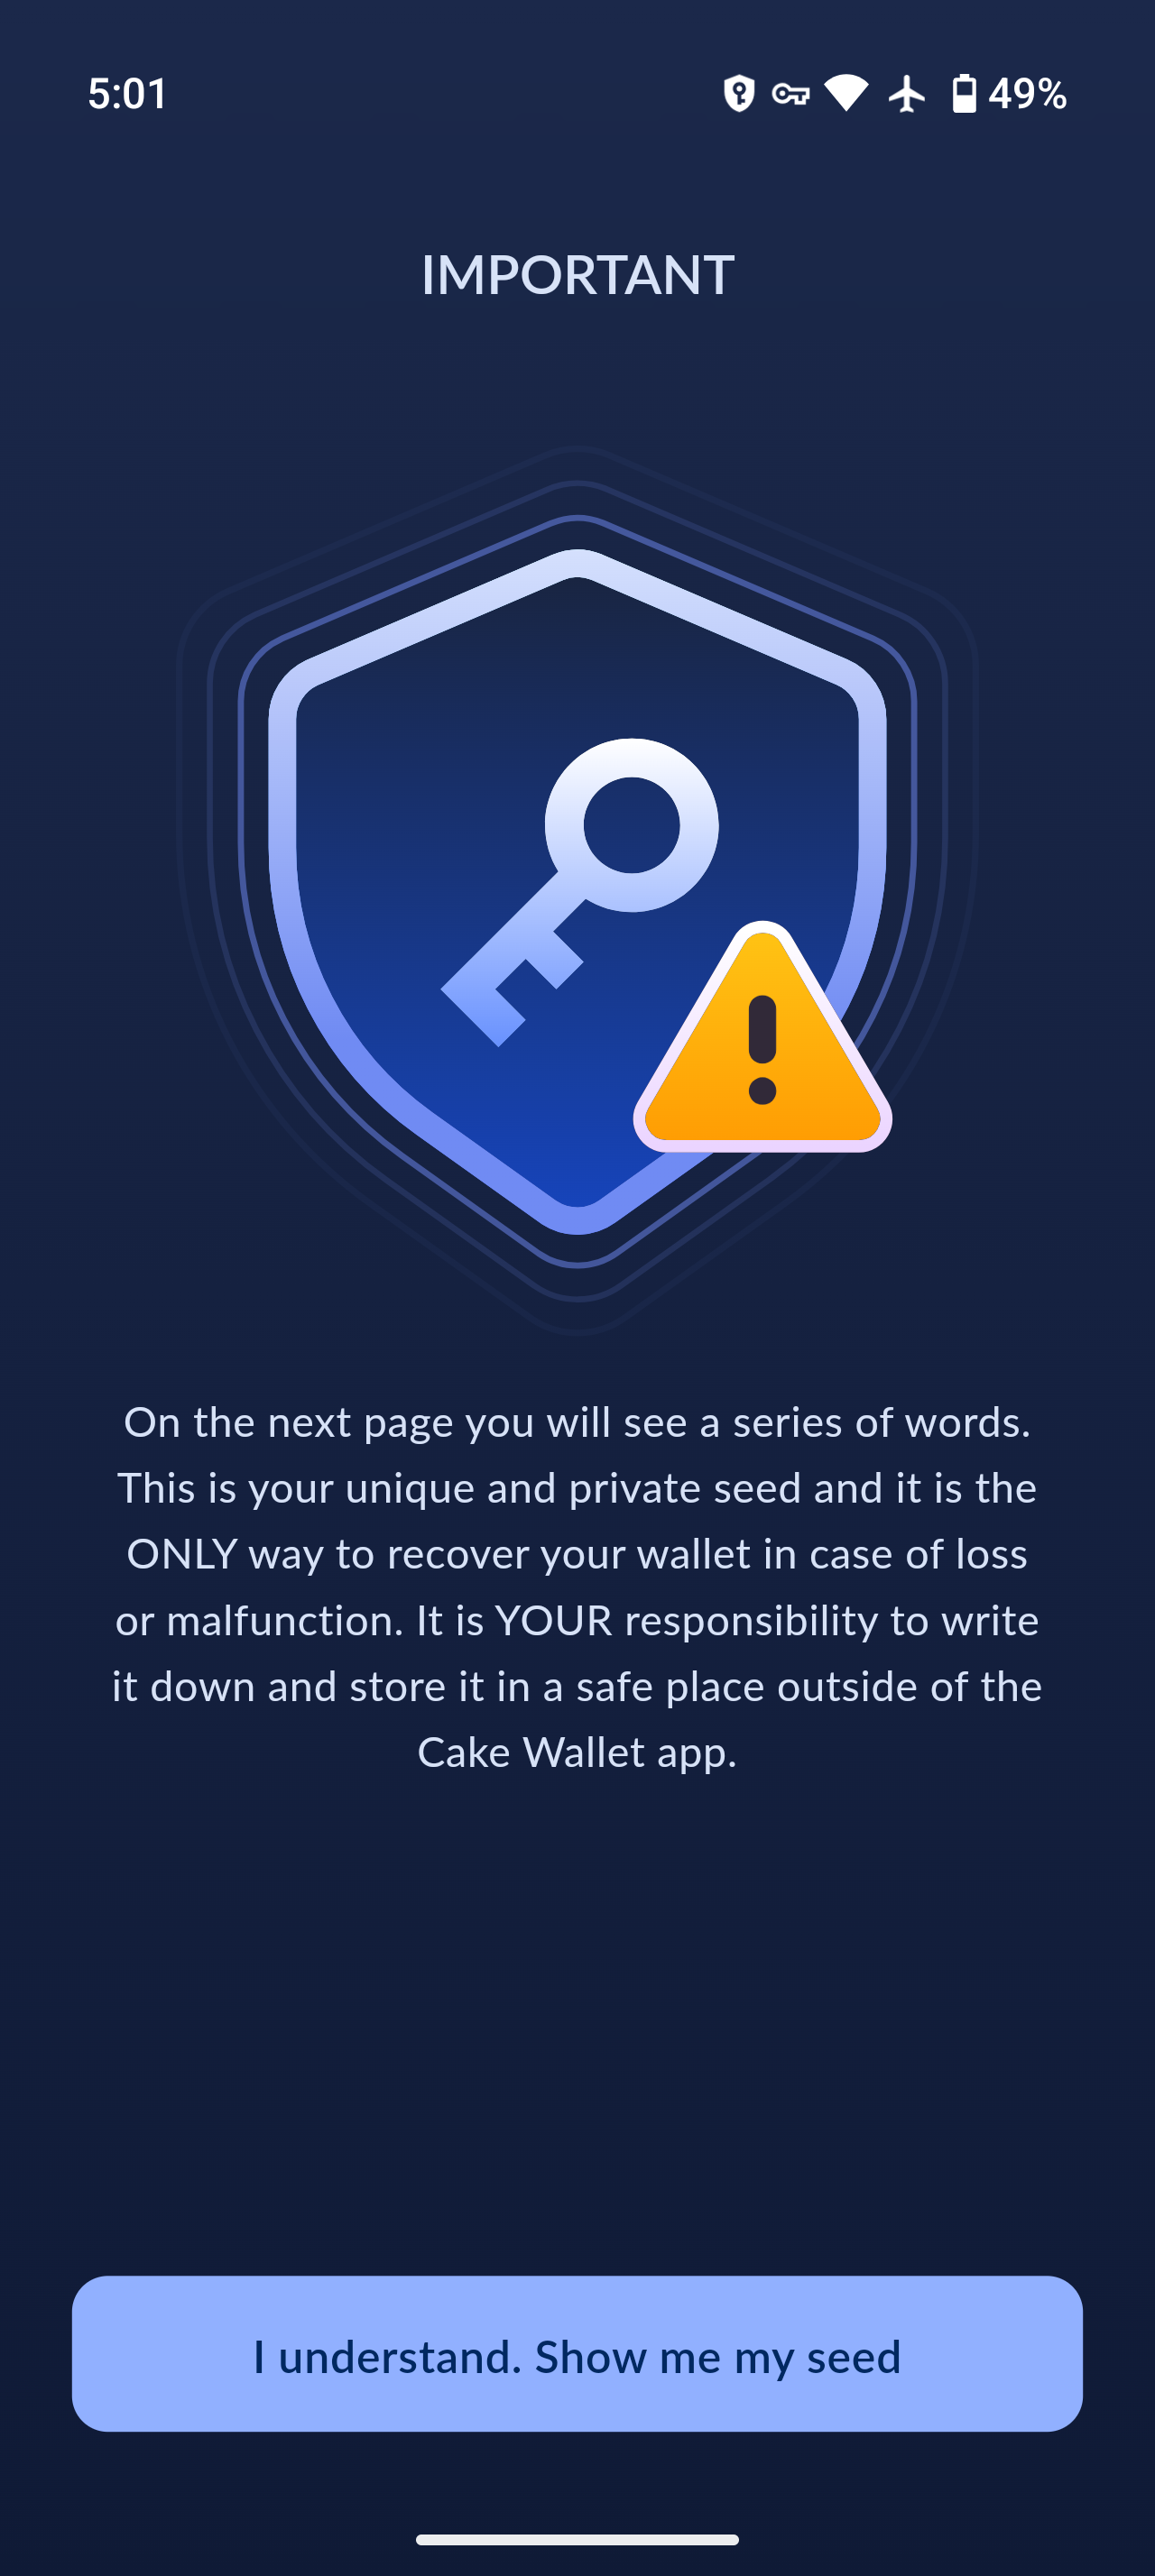 5:01
49%
IMPORTANT
On the next page you will see a series of words.
This is your unique and private seed and it is the
ONLY way to recover your wallet in case of loss
or malfunction. It is YOUR responsibility to write
it down and store it in a safe place outside of the
Cake Wallet app.
I understand. Show me my seed